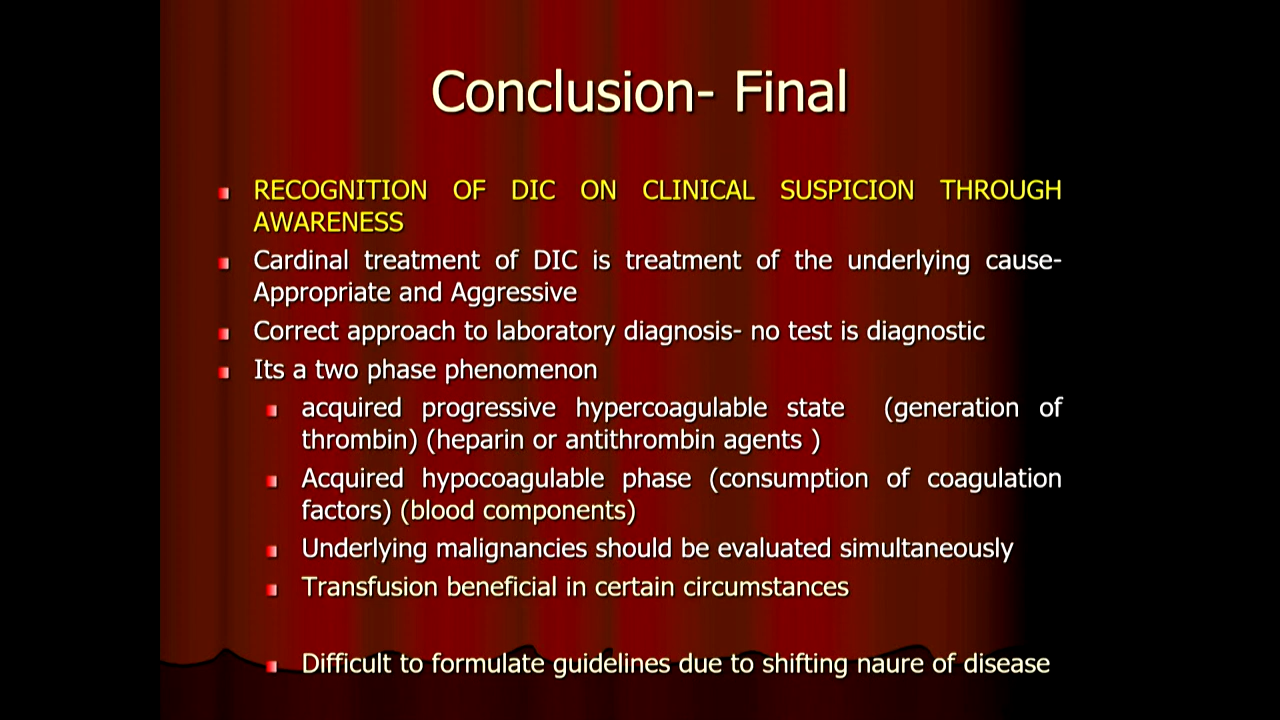 Conclusion- Final
RECOGNITION OF DIC ON CLINICAL SUSPICION THROUGH
AWARENESS
Cardinal treatment of DIC is treatment of the underlying cause-
Appropriate and Aggressive
Correct approach to laboratory diagnosis- no test is diagnostic
Its a two phase phenomenon
acquired progressive hypercoagulable state (generation of
thrombin) (heparin or antithrombin agents )
Acquired hypocoagulable phase (consumption of coagulation
factors) (blood components)
Underlying malignancies should be evaluated simultaneously
Transfusion beneficial in certain circumstances
Difficult to formulate guidelines due to shifting naure of disease